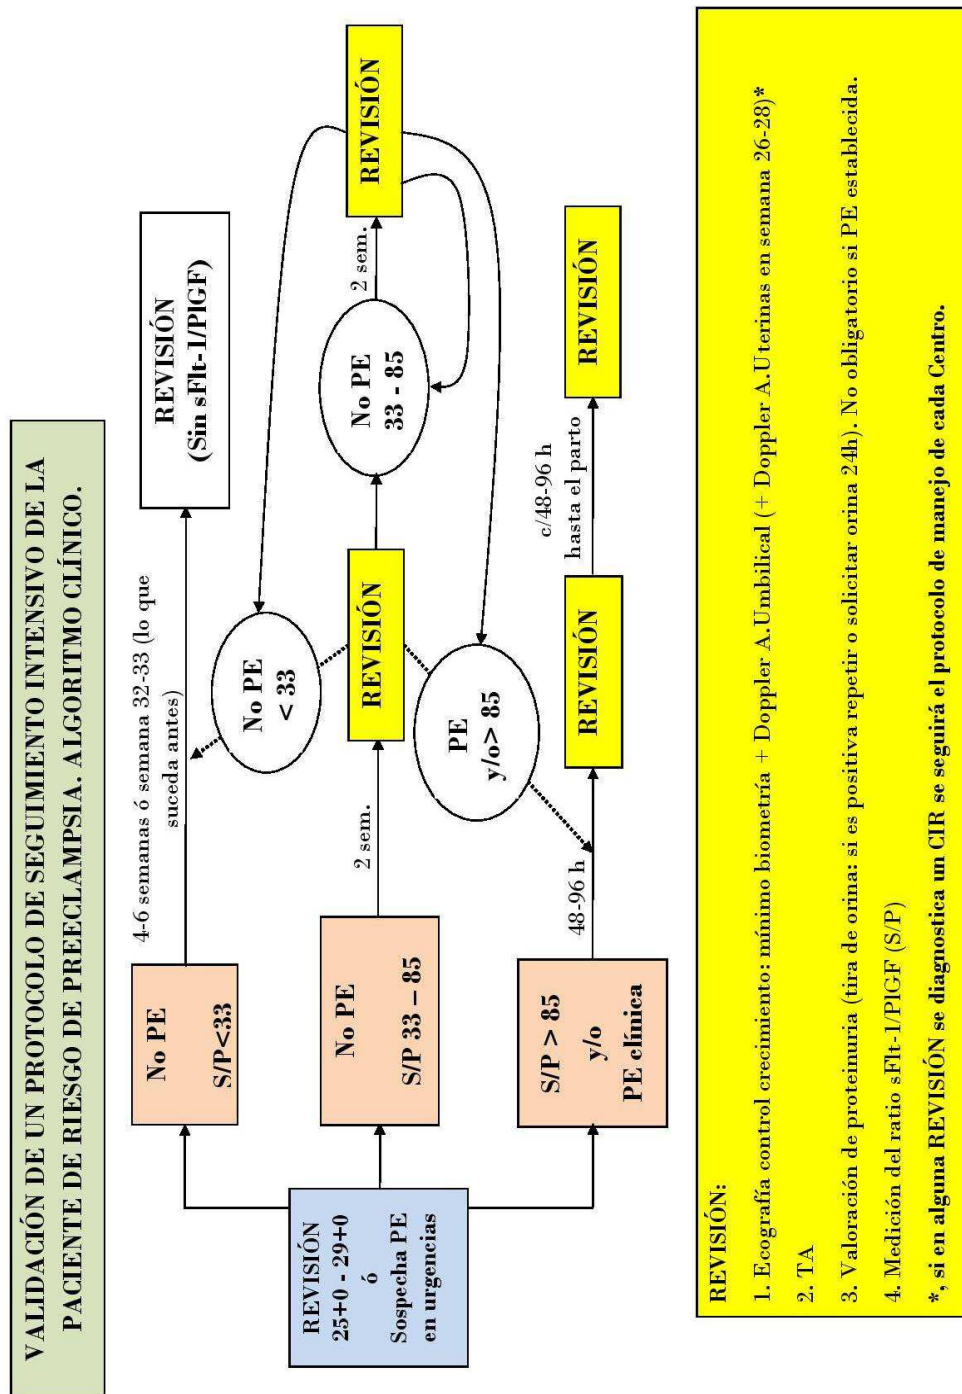 VALIDACIÓN DE UN PROTOCOLO DE SEGUIMIENTO INTENSIVO DE LA
PACIENTE DE RIESGO DE PREECLAMPSIA. ALGORITMO CLÍNICO.
REVISIÓN
25+0 - 29+0
ó
Sospecha PE
en urgencias
No PE
S/P<33
4-6 semanas ó semana 32-33 (lo que
suceda antes)
REVISIÓN
(Sin sFlt-1/PlGF)
No PE
< 33
No PE
S/P 33 – 85
2 sem.
REVISIÓN
No PE
33 - 85
2 sem.
REVISIÓN
PE
y/o> 85
S/P > 85
y/o
PE clínica
48-96 h
REVISIÓN
c/48-96 h
hasta el parto
REVISIÓN
REVISIÓN:
1. Ecografía control crecimiento: mínimo biometría + Doppler A.Umbilical (+ Doppler A.Uterinas en semana 26-28)*
2. TA
3. Valoración de proteinuria (tira de orina: si es positiva repetir o solicitar orina 24h). No obligatorio si PE establecida.
4. Medición del ratio sFlt-1/PlGF (S/P)
*, si en alguna REVISIÓN se diagnostica un CIR se seguirá el protocolo de manejo de cada Centro.